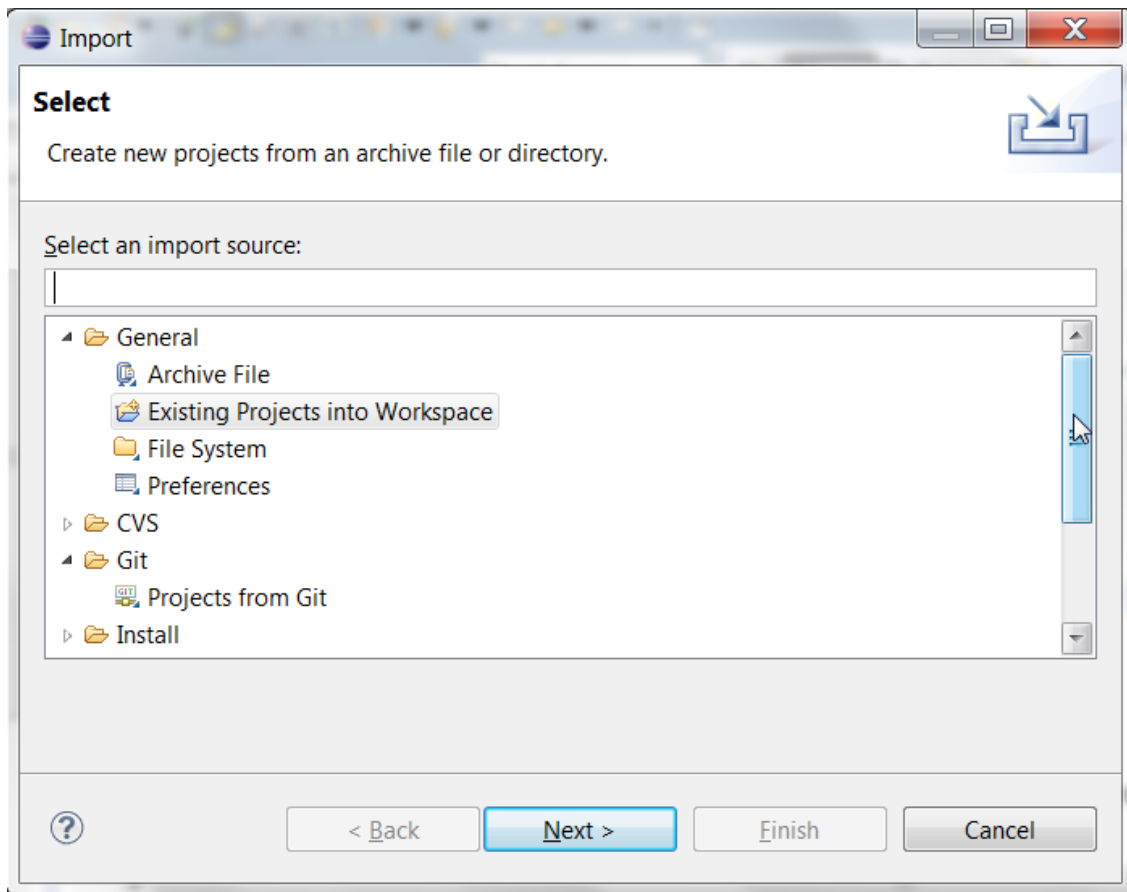 Import
Select
Create new projects from an archive file or directory.
Select an import source:
General
Archive File
Existing Projects into Workspace
File System
Preferences
CVS
Git
GIT Projects from Git
Install
? < Back Next > Finish Cancel